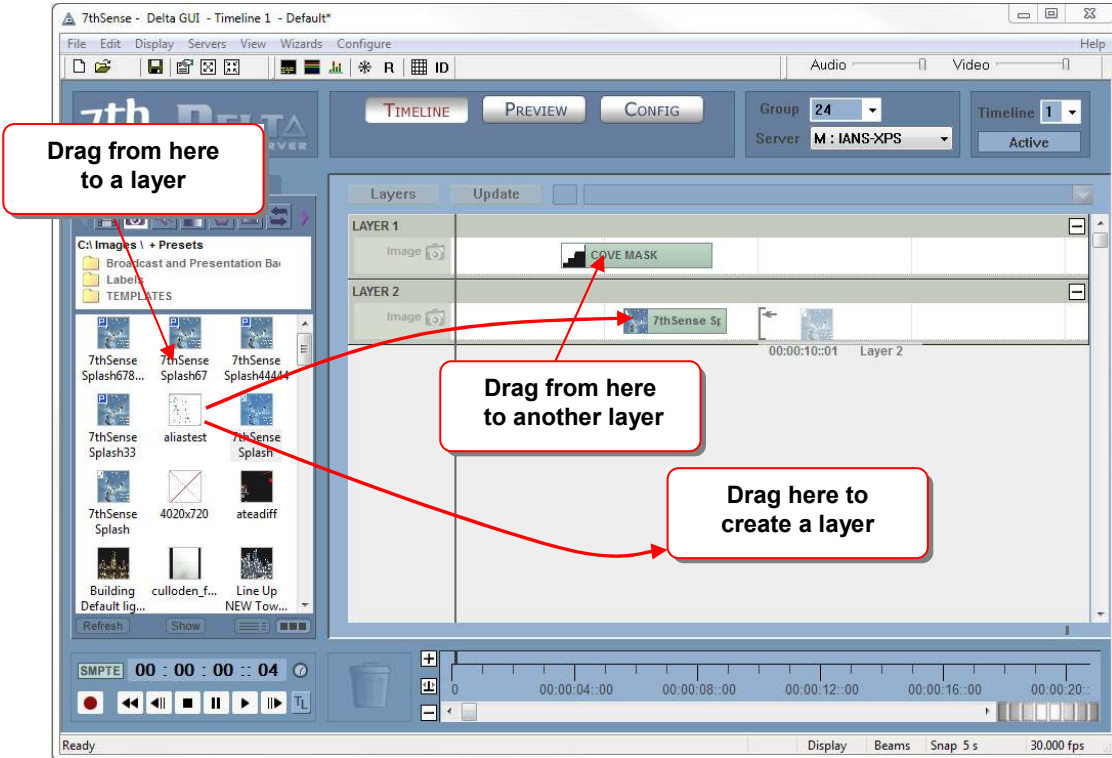 7thSense - Delta GUI - Timeline 1 - Default*
File Edit Display Servers View Wizards Configure Help
R ID Audio Video
7th DELTA
SERVER
TIMELINE PREVIEW CONFIG
Group 24
Server M : IANS-XPS
Timeline 1
Active
Drag from here
to a layer
Layers Update
C:\ Images \ + Presets
Broadcast and Presentation Ba
Labels
TEMPLATES
LAYER 1
Image
COVE MASK
LAYER 2
Image
7thSense Sp
00:00:10::01 Layer 2
7thSense 7thSense 7thSense
Splash678... Splash67 Splash44444
7thSense aliastest 7thSense
Splash33 Splash
7thSense 4020x720 ateadiff
Splash
Building culloden_f... Line Up
Default lig... NEW Tow...
Drag from here
to another layer
Drag here to
create a layer
Refresh Show
SMPTE 00 : 00 : 00 :: 04
TL
0 00:00:04::00 00:00:08::00 00:00:12::00 00:00:16::00 00:00:20::
Ready Display Beams Snap 5 s 30.000 fps